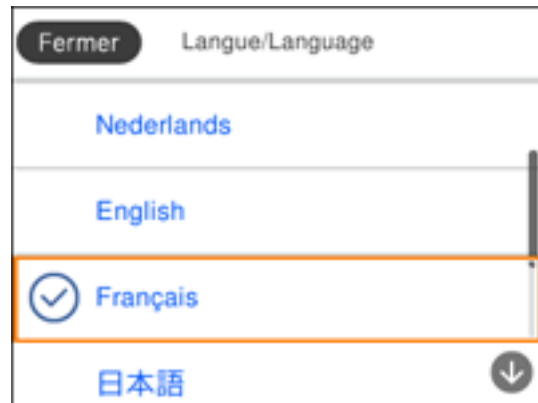 Fermer Langue/Language
Nederlands
English
Français
日本語